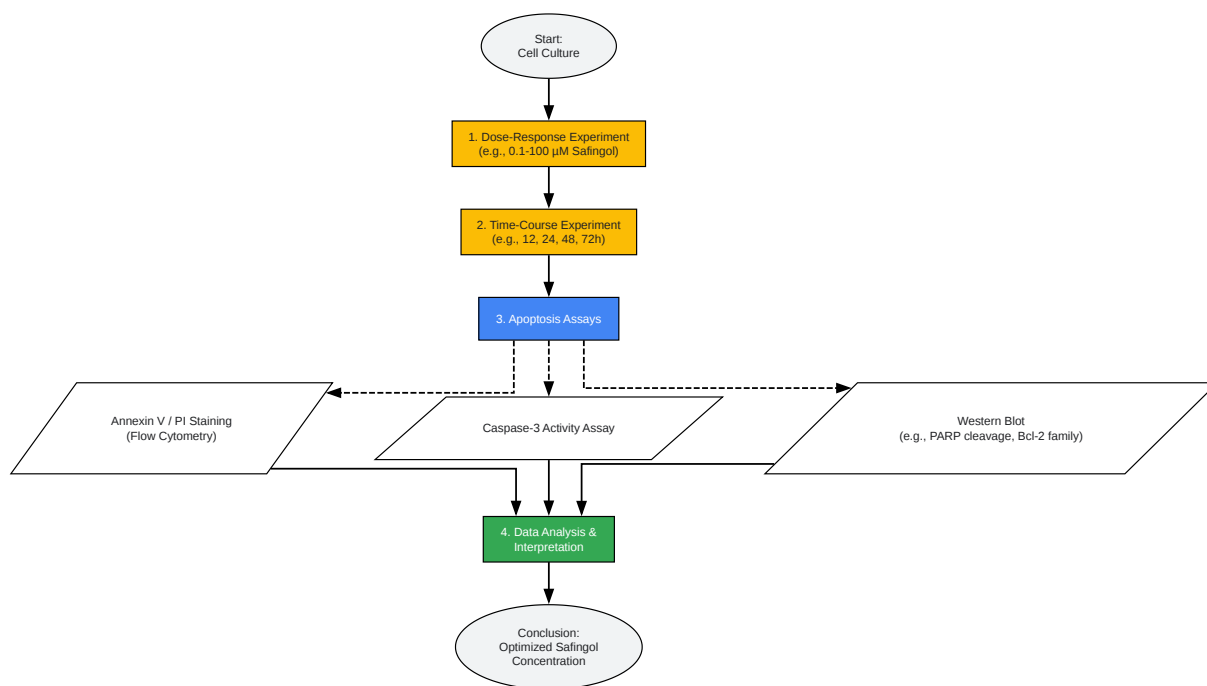 Start:
Cell Culture
1. Dose-Response Experiment
(e.g., 0.1-100 µM Safingol)
2. Time-Course Experiment
(e.g., 12, 24, 48, 72h)
3. Apoptosis Assays
Annexin V / PI Staining
(Flow Cytometry)
Caspase-3 Activity Assay
Western Blot
(e.g., PARP cleavage, Bcl-2 family)
4. Data Analysis &
Interpretation
Conclusion:
Optimized Safingol
Concentration